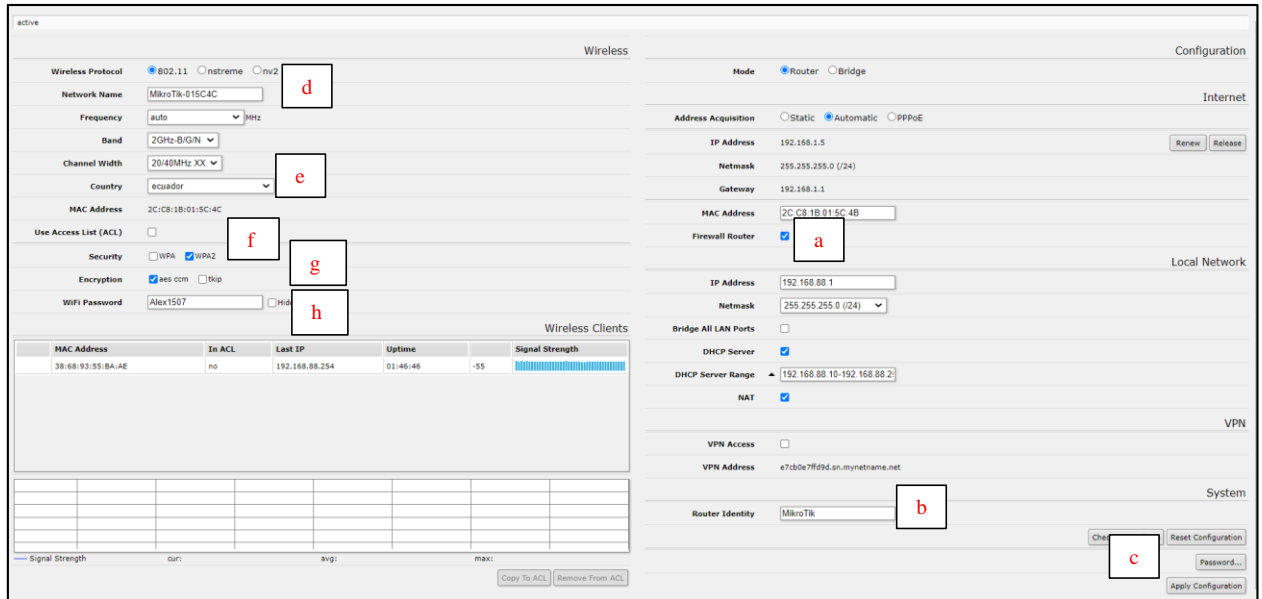 active
Wireless
Wireless Protocol 802.11 nstreme nv2
d
Network Name MikroTik-015C4C
Frequency auto MHz
Band 2GHz-B/G/N
Channel Width 20/40MHz XX
e
Country ecuador
MAC Address 2C:C8:1B:01:5C:4C
Use Access List (ACL)
f
Security WPA WPA2
g
Encryption aes ccm tkip
WiFi Password Alex1507
h
Wireless Clients
MAC Address In ACL Last IP Uptime Signal Strength
38:68:93:55:BA:AE no 192.168.88.254 01:46:46 -55
Signal Strength cur: avg: max:
Copy To ACL Remove From ACL
Configuration
Mode Router Bridge
Internet
Address Acquisition Static Automatic PPPoE
IP Address 192.168.1.5 Renew Release
Netmask 255.255.255.0 (/24)
Gateway 192.168.1.1
MAC Address 2C:C8:1B:01:5C:4B
Firewall Router
a
Local Network
IP Address 192.168.88.1
Netmask 255.255.255.0 (/24)
Bridge All LAN Ports
DHCP Server
DHCP Server Range 192.168.88.10-192.168.88.2
NAT
VPN
VPN Access
VPN Address e7cb0e7ffd9d.sn.mynetname.net
System
Router Identity MikroTik
b
Reset Configuration
c
Password...
Apply Configuration